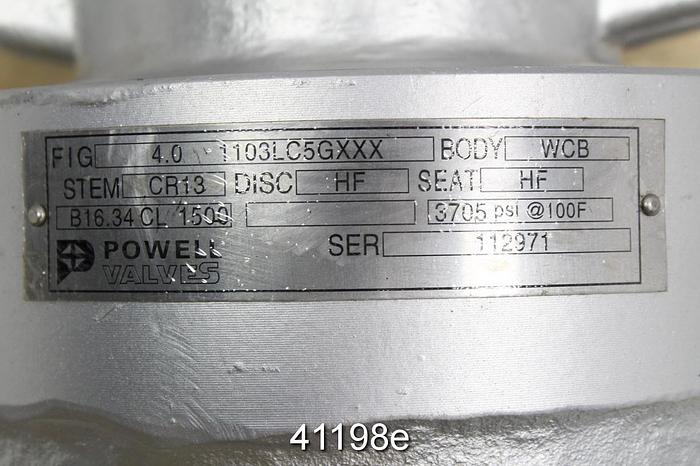 FIG 4.0 1103LC5GXXX BODY WCB
STEM CR13 DISC HF SEAT HF
B16.34 CL 1500 3705 psi @100F
POWELL VALVES SER 112971
41198e